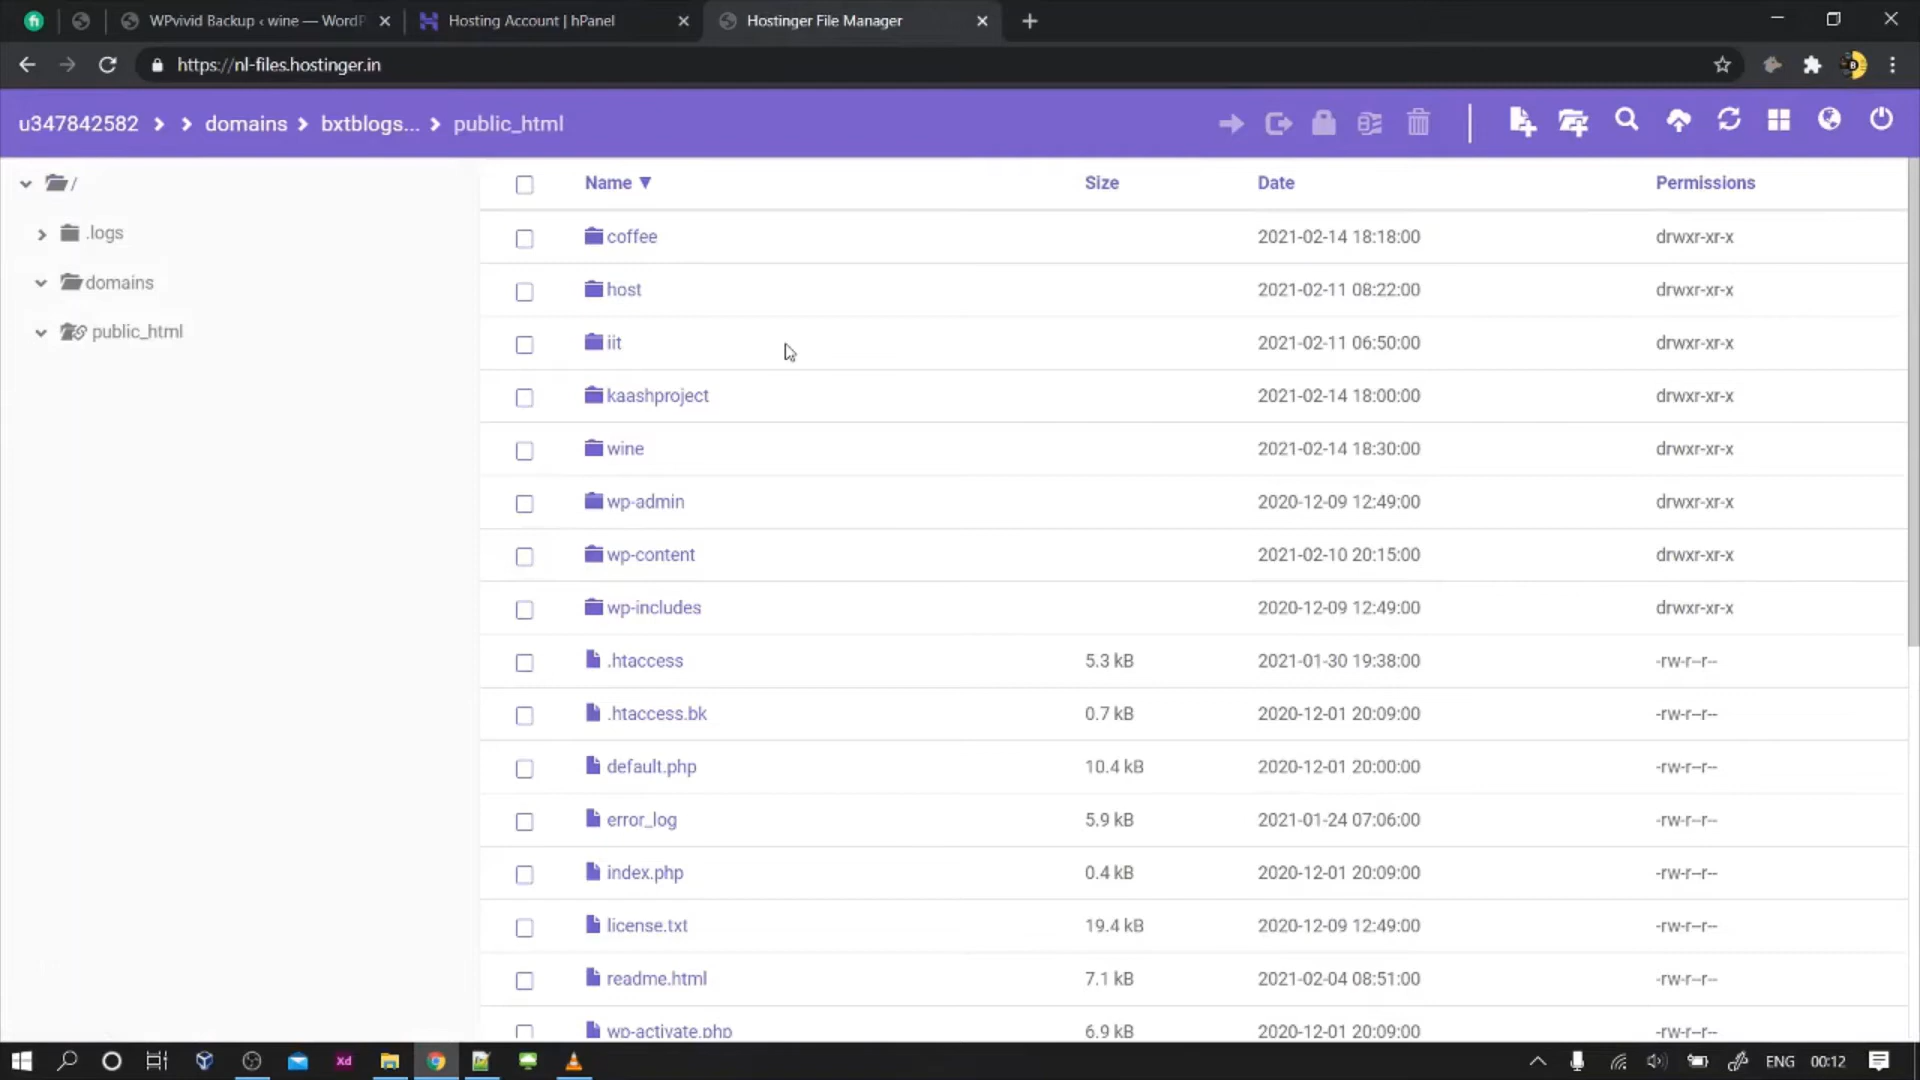 WPvivid Backup ‹ wine — WordP
Hosting Account | hPanel
Hostinger File Manager
https://nl-files.hostinger.in
u347842582 domains bxtblogs... public_html
/
.logs
domains
public_html
Name ▼ Size Date Permissions
coffee 2021-02-14 18:18:00 drwxr-xr-x
host 2021-02-11 08:22:00 drwxr-xr-x
iit 2021-02-11 06:50:00 drwxr-xr-x
kaashproject 2021-02-14 18:00:00 drwxr-xr-x
wine 2021-02-14 18:30:00 drwxr-xr-x
wp-admin 2020-12-09 12:49:00 drwxr-xr-x
wp-content 2021-02-10 20:15:00 drwxr-xr-x
wp-includes 2020-12-09 12:49:00 drwxr-xr-x
.htaccess 5.3 kB 2021-01-30 19:38:00 -rw-r--r--
.htaccess.bk 0.7 kB 2020-12-01 20:09:00 -rw-r--r--
default.php 10.4 kB 2020-12-01 20:00:00 -rw-r--r--
error_log 5.9 kB 2021-01-24 07:06:00 -rw-r--r--
index.php 0.4 kB 2020-12-01 20:09:00 -rw-r--r--
license.txt 19.4 kB 2020-12-09 12:49:00 -rw-r--r--
readme.html 7.1 kB 2021-02-04 08:51:00 -rw-r--r--
wp-activate.php 6.9 kB 2020-12-01 20:09:00 -rw-r--r--
Xd
ENG 00:12